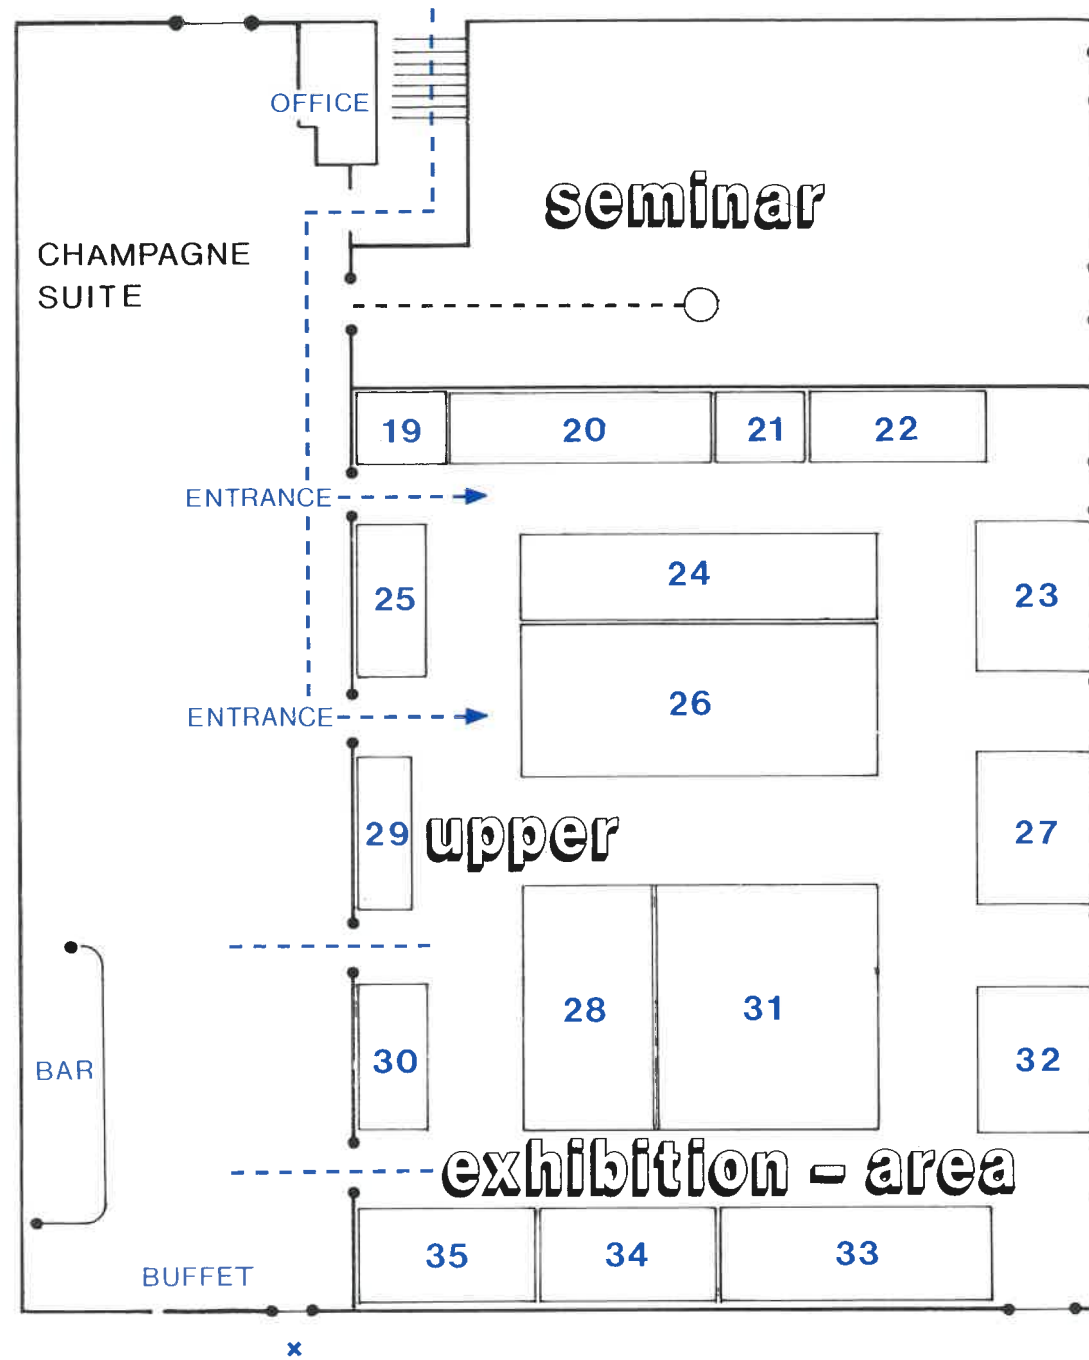 OFFICE
seminar
CHAMPAGNE
SUITE
19 20 21 22
ENTRANCE
24
25
23
ENTRANCE
26
29 upper
27
28 31
30
32
BAR
exhibition - area
35 34 33
BUFFET
x